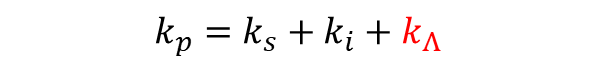 k_p = k_s + k_i + k_Λ